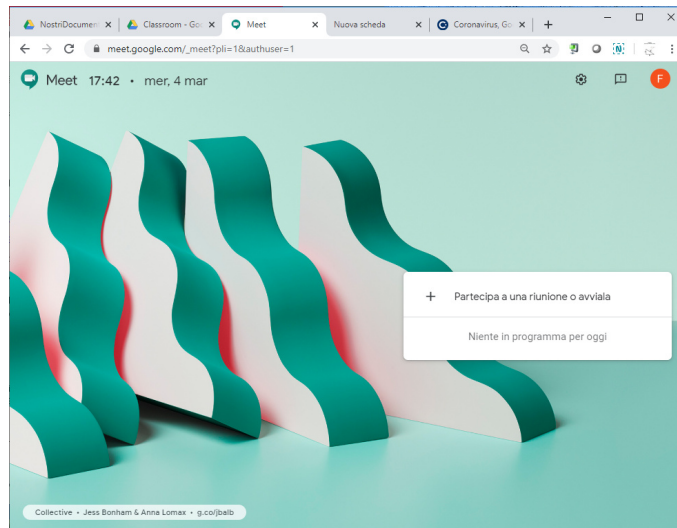 NostriDocumen
Classroom - Go
Meet
Nuova scheda
Coronavirus, Go
meet.google.com/_meet?pli=1&authuser=1
Meet 17:42 • mer, 4 mar
F
Partecipa a una riunione o avviala
Niente in programma per oggi
Collective • Jess Bonham & Anna Lomax • g.co/jbalb